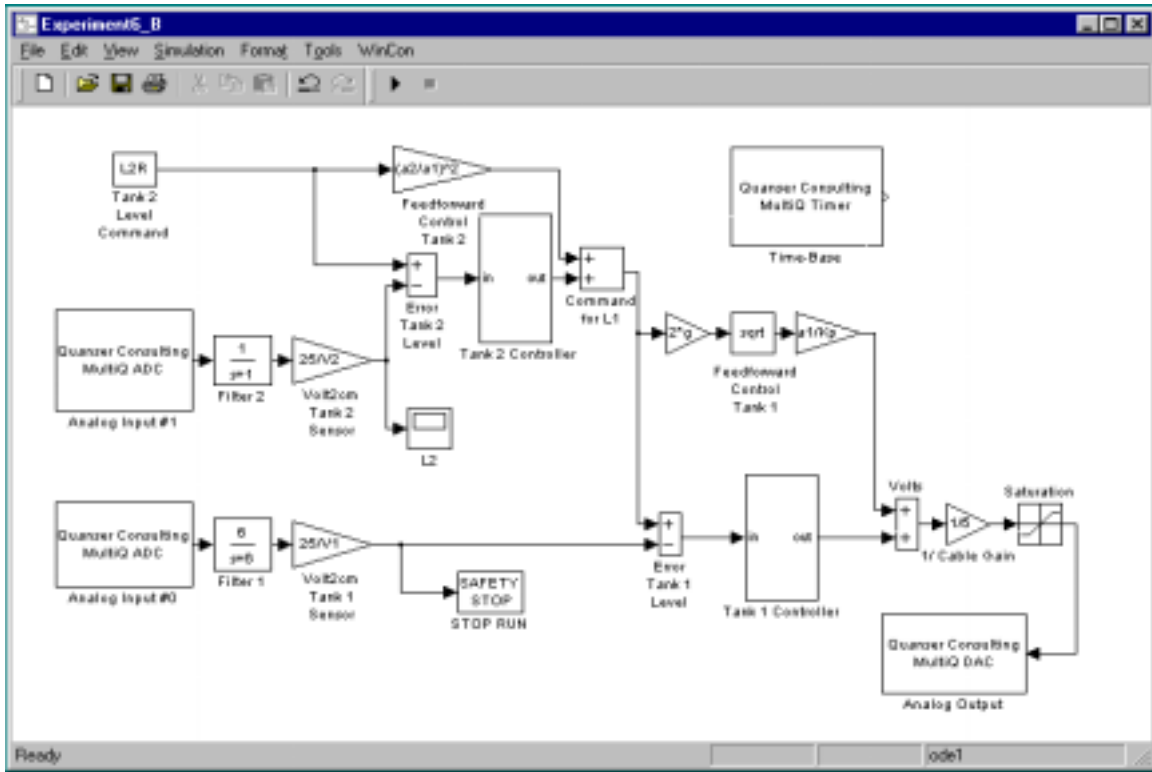 Experiment6_B
File Edit View Simulation Format Tools WinCon
L2R
Tank 2
Level
Command
(a2/a1)^2
Feedforward
Control
Tank 2
Quanser Consulting
MultiQ Timer
Time-Base
+
−
Error
Tank 2
Level
in out
Tank 2 Controller
+
+
Command
for L1
2*g
sqrt
a1/Kp
Feedforward
Control
Tank 1
Quanser Consulting
MultiQ ADC
Analog Input #1
1
s+1
Filter 2
25/V2
Volt2cm
Tank 2
Sensor
L2
Quanser Consulting
MultiQ ADC
Analog Input #0
6
s+6
Filter 1
25/V1
Volt2cm
Tank 1
Sensor
SAFETY
STOP
STOP RUN
+
−
Error
Tank 1
Level
in out
Tank 1 Controller
Volts
+
+
1/5
1/ Cable Gain
Saturation
Quanser Consulting
MultiQ DAC
Analog Output
Ready
ode1